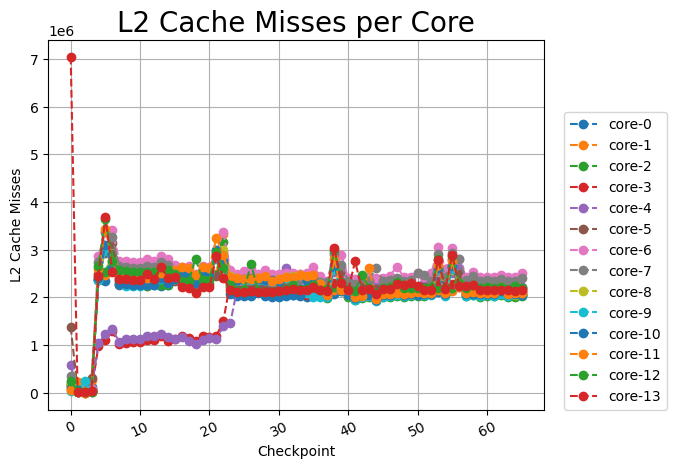 L2 Cache Misses per Core
1e6
7
6
5
4
3
2
1
0
L2 Cache Misses
0
10
20
30
40
50
60
Checkpoint
core-0
core-1
core-2
core-3
core-4
core-5
core-6
core-7
core-8
core-9
core-10
core-11
core-12
core-13